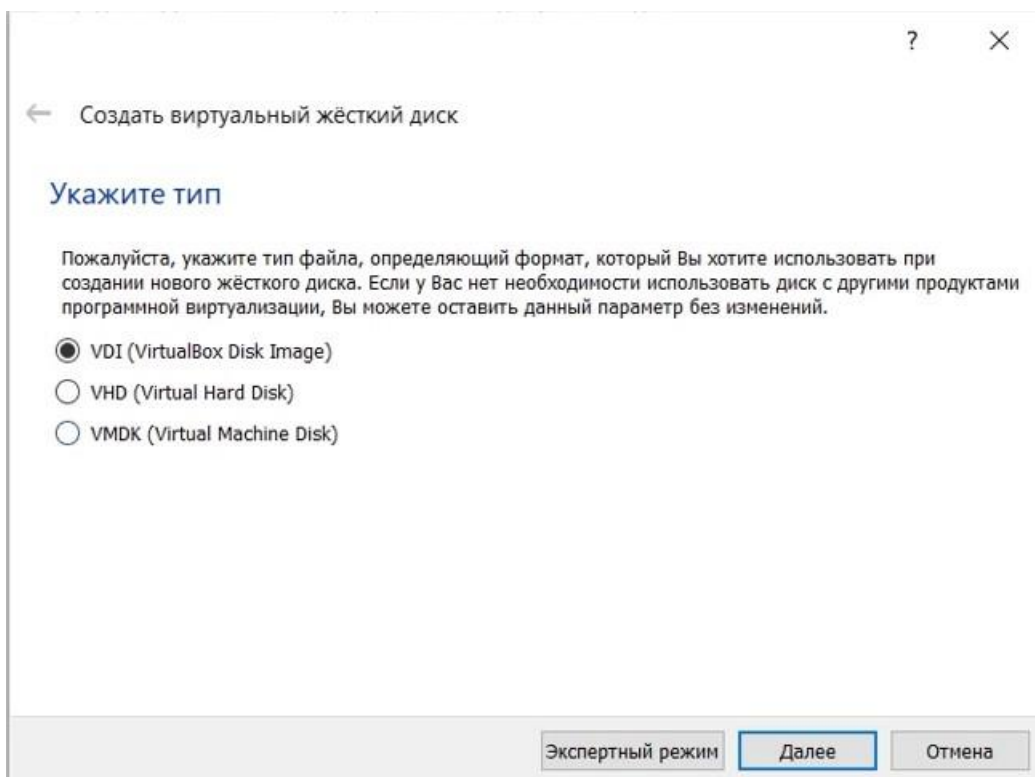 ?
Создать виртуальный жёсткий диск
Укажите тип
Пожалуйста, укажите тип файла, определяющий формат, который Вы хотите использовать при
создании нового жёсткого диска. Если у Вас нет необходимости использовать диск с другими продуктами
программной виртуализации, Вы можете оставить данный параметр без изменений.
VDI (VirtualBox Disk Image)
VHD (Virtual Hard Disk)
VMDK (Virtual Machine Disk)
Экспертный режим Далее Отмена